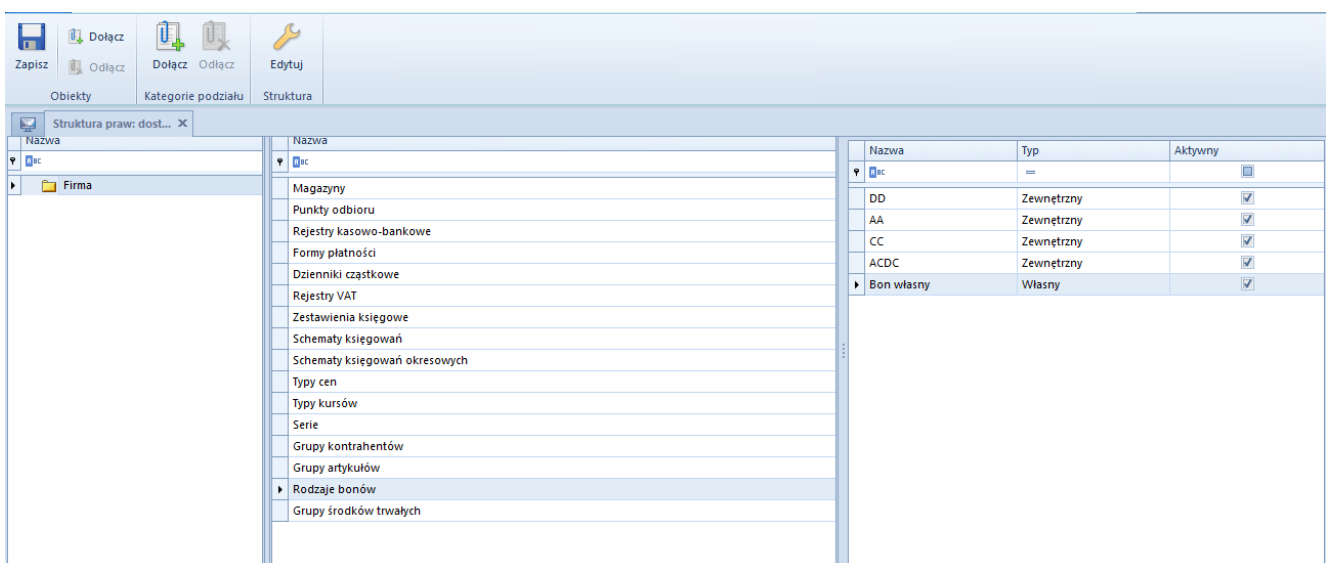 Zapisz
Dołącz
Odłącz
Obiekty
Dołącz
Odłącz
Kategorie podziału
Edytuj
Struktura
Struktura praw: dost... X
Nazwa
ABC
Firma
Nazwa
ABC
Magazyny
Punkty odbioru
Rejestry kasowo-bankowe
Formy płatności
Dzienniki cząstkowe
Rejestry VAT
Zestawienia księgowe
Schematy księgowań
Schematy księgowań okresowych
Typy cen
Typy kursów
Serie
Grupy kontrahentów
Grupy artykułów
Rodzaje bonów
Grupy środków trwałych
Nazwa Typ Aktywny
ABC =
DD Zewnętrzny
AA Zewnętrzny
CC Zewnętrzny
ACDC Zewnętrzny
Bon własny Własny